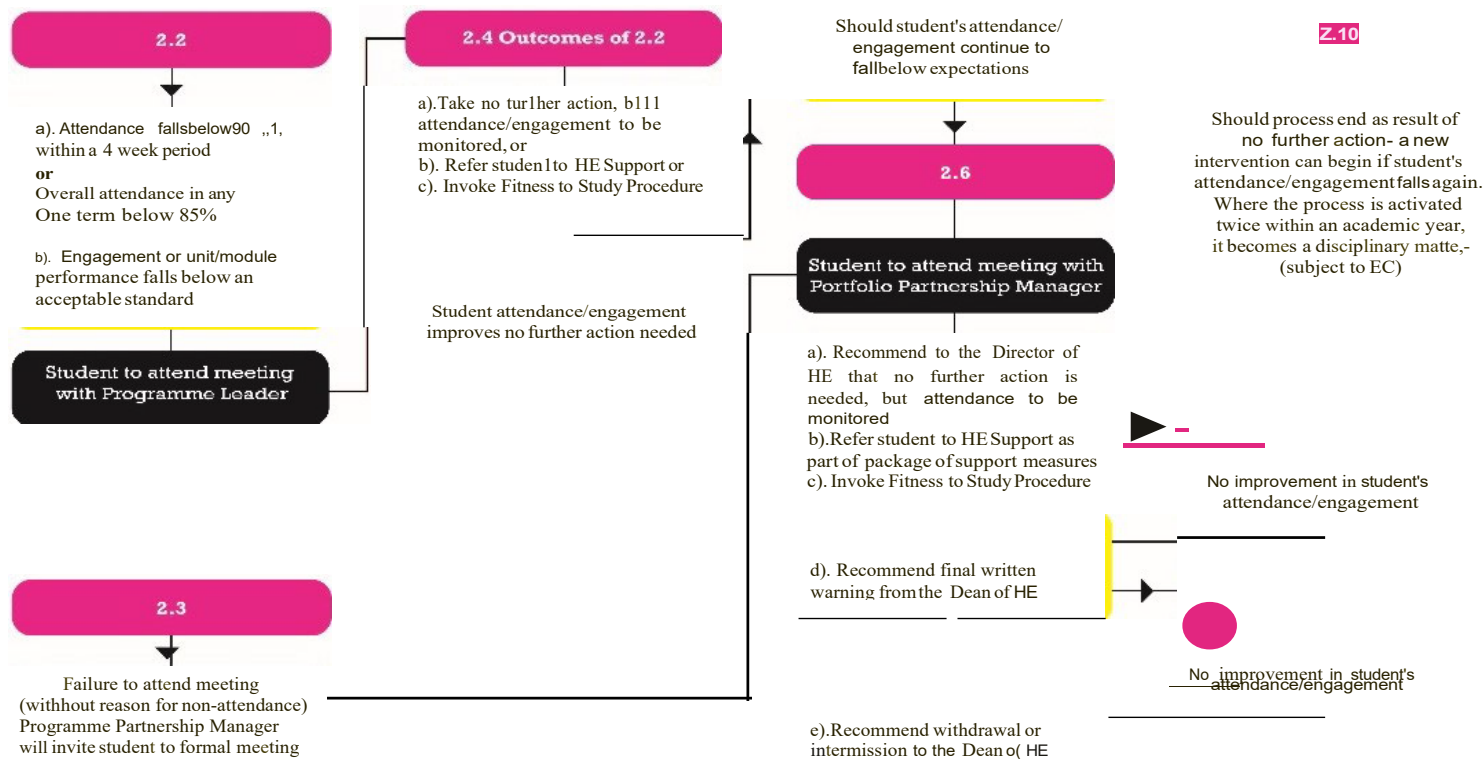 2.2
a). Attendance fallsbelow90 ,,1,
within a 4 week period
or
Overall attendance in any
One term below 85%
b). Engagement or unit/module
performance falls below an
acceptable standard
Student to attend meeting
with Programme Leader
2.3
Failure to attend meeting
(withhout reason for non-attendance)
Programme Partnership Manager
will invite student to formal meeting
2.4 Outcomes of 2.2
a).Take no tur1her action, b111
attendance/engagement to be
monitored, or
b). Refer studen1to HE Support or
c). Invoke Fitness to Study Procedure
Student attendance/engagement
improves no further action needed
Should student's attendance/
engagement continue to
fallbelow expectations
2.6
Student to attend meeting with
Portfolio Partnership Manager
a). Recommend to the Director of
HE that no further action is
needed, but attendance to be
monitored
b).Refer student to HE Support as
part of package of support measures
c). Invoke Fitness to Study Procedure
d). Recommend final written
warning from the Dean of HE
e).Recommend withdrawal or
intermission to the Dean o( HE
Z.10
Should process end as result of
no further action- a new
intervention can begin if student's
attendance/engagement falls again.
Where the process is activated
twice within an academic year,
it becomes a disciplinary matte,-
(subject to EC)
No improvement in student's
attendance/engagement
No improvement in student's
attendance/engagement